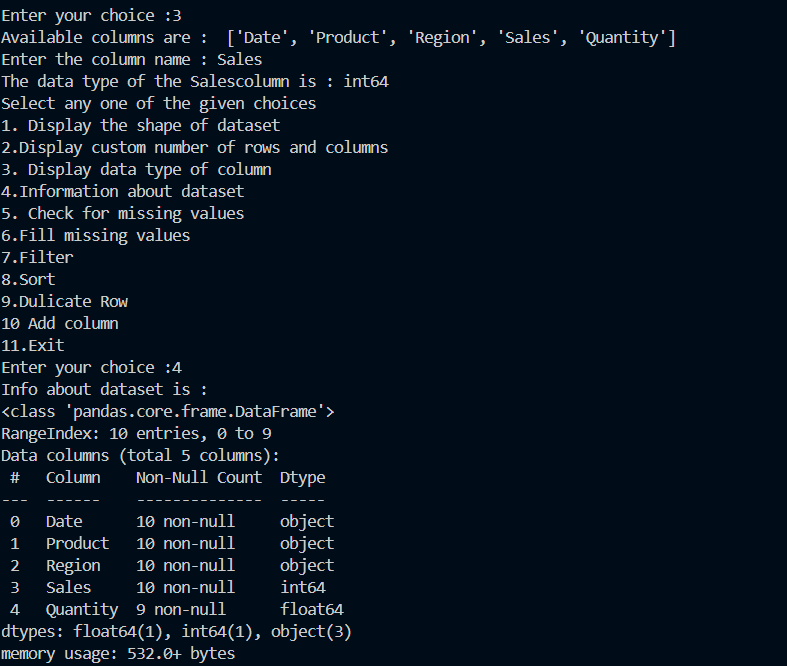 Enter your choice :3
Available columns are :  ['Date', 'Product', 'Region', 'Sales', 'Quantity']
Enter the column name : Sales
The data type of the Salescolumn is : int64
Select any one of the given choices
1. Display the shape of dataset
2.Display custom number of rows and columns
3. Display data type of column
4.Information about dataset
5. Check for missing values
6.Fill missing values
7.Filter
8.Sort
9.Dulicate Row
10 Add column
11.Exit
Enter your choice :4
Info about dataset is :
<class 'pandas.core.frame.DataFrame'>
RangeIndex: 10 entries, 0 to 9
Data columns (total 5 columns):
 #   Column    Non-Null Count  Dtype
---  ------    --------------  -----
 0   Date      10 non-null     object
 1   Product   10 non-null     object
 2   Region    10 non-null     object
 3   Sales     10 non-null     int64
 4   Quantity  9 non-null      float64
dtypes: float64(1), int64(1), object(3)
memory usage: 532.0+ bytes